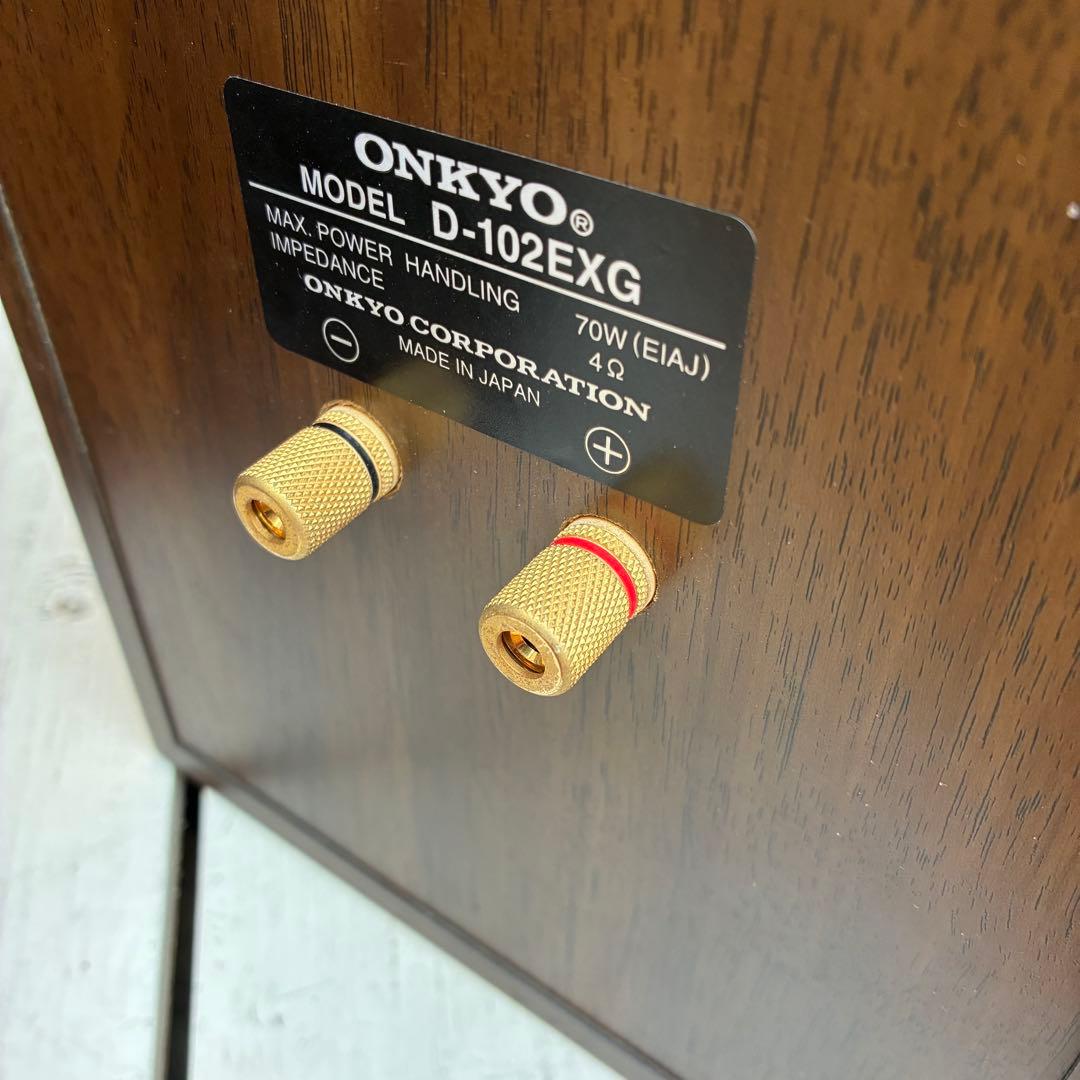 ONKYO®
MODEL D-102EXG
MAX. POWER HANDLING 70W (EIAJ)
IMPEDANCE 4Ω
ONKYO CORPORATION
MADE IN JAPAN
⊖ ⊕